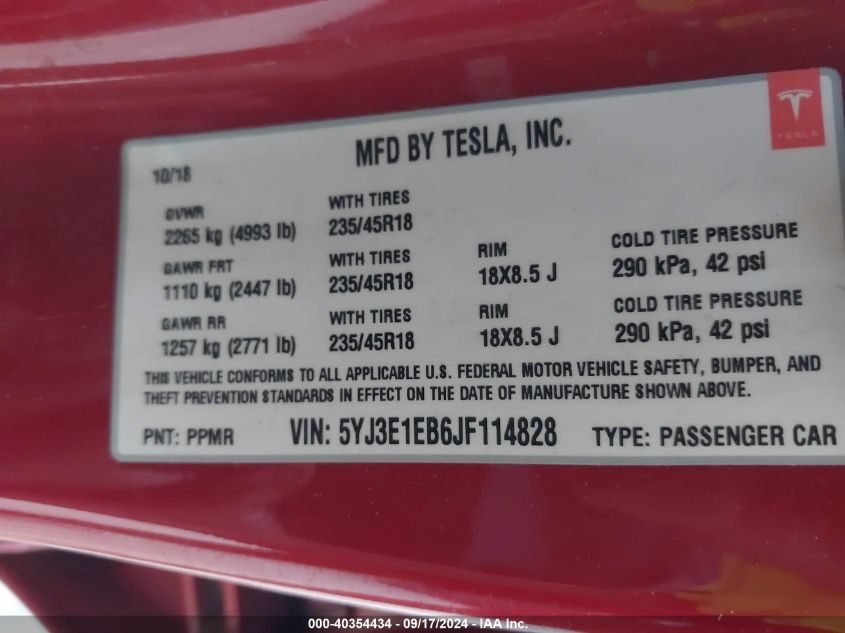 MFD BY TESLA, INC.
TESLA
10/18
GVWR WITH TIRES
2265 kg (4993 lb) 235/45R18
GAWR FRT WITH TIRES RIM COLD TIRE PRESSURE
1110 kg (2447 lb) 235/45R18 18X8.5 J 290 kPa, 42 psi
GAWR RR WITH TIRES RIM COLD TIRE PRESSURE
1257 kg (2771 lb) 235/45R18 18X8.5 J 290 kPa, 42 psi
THIS VEHICLE CONFORMS TO ALL APPLICABLE U.S. FEDERAL MOTOR VEHICLE SAFETY, BUMPER, AND
THEFT PREVENTION STANDARDS IN EFFECT ON THE DATE OF MANUFACTURE SHOWN ABOVE.
PNT: PPMR VIN: 5YJ3E1EB6JF114828 TYPE: PASSENGER CAR
000-40354434 - 09/17/2024 - IAA Inc.